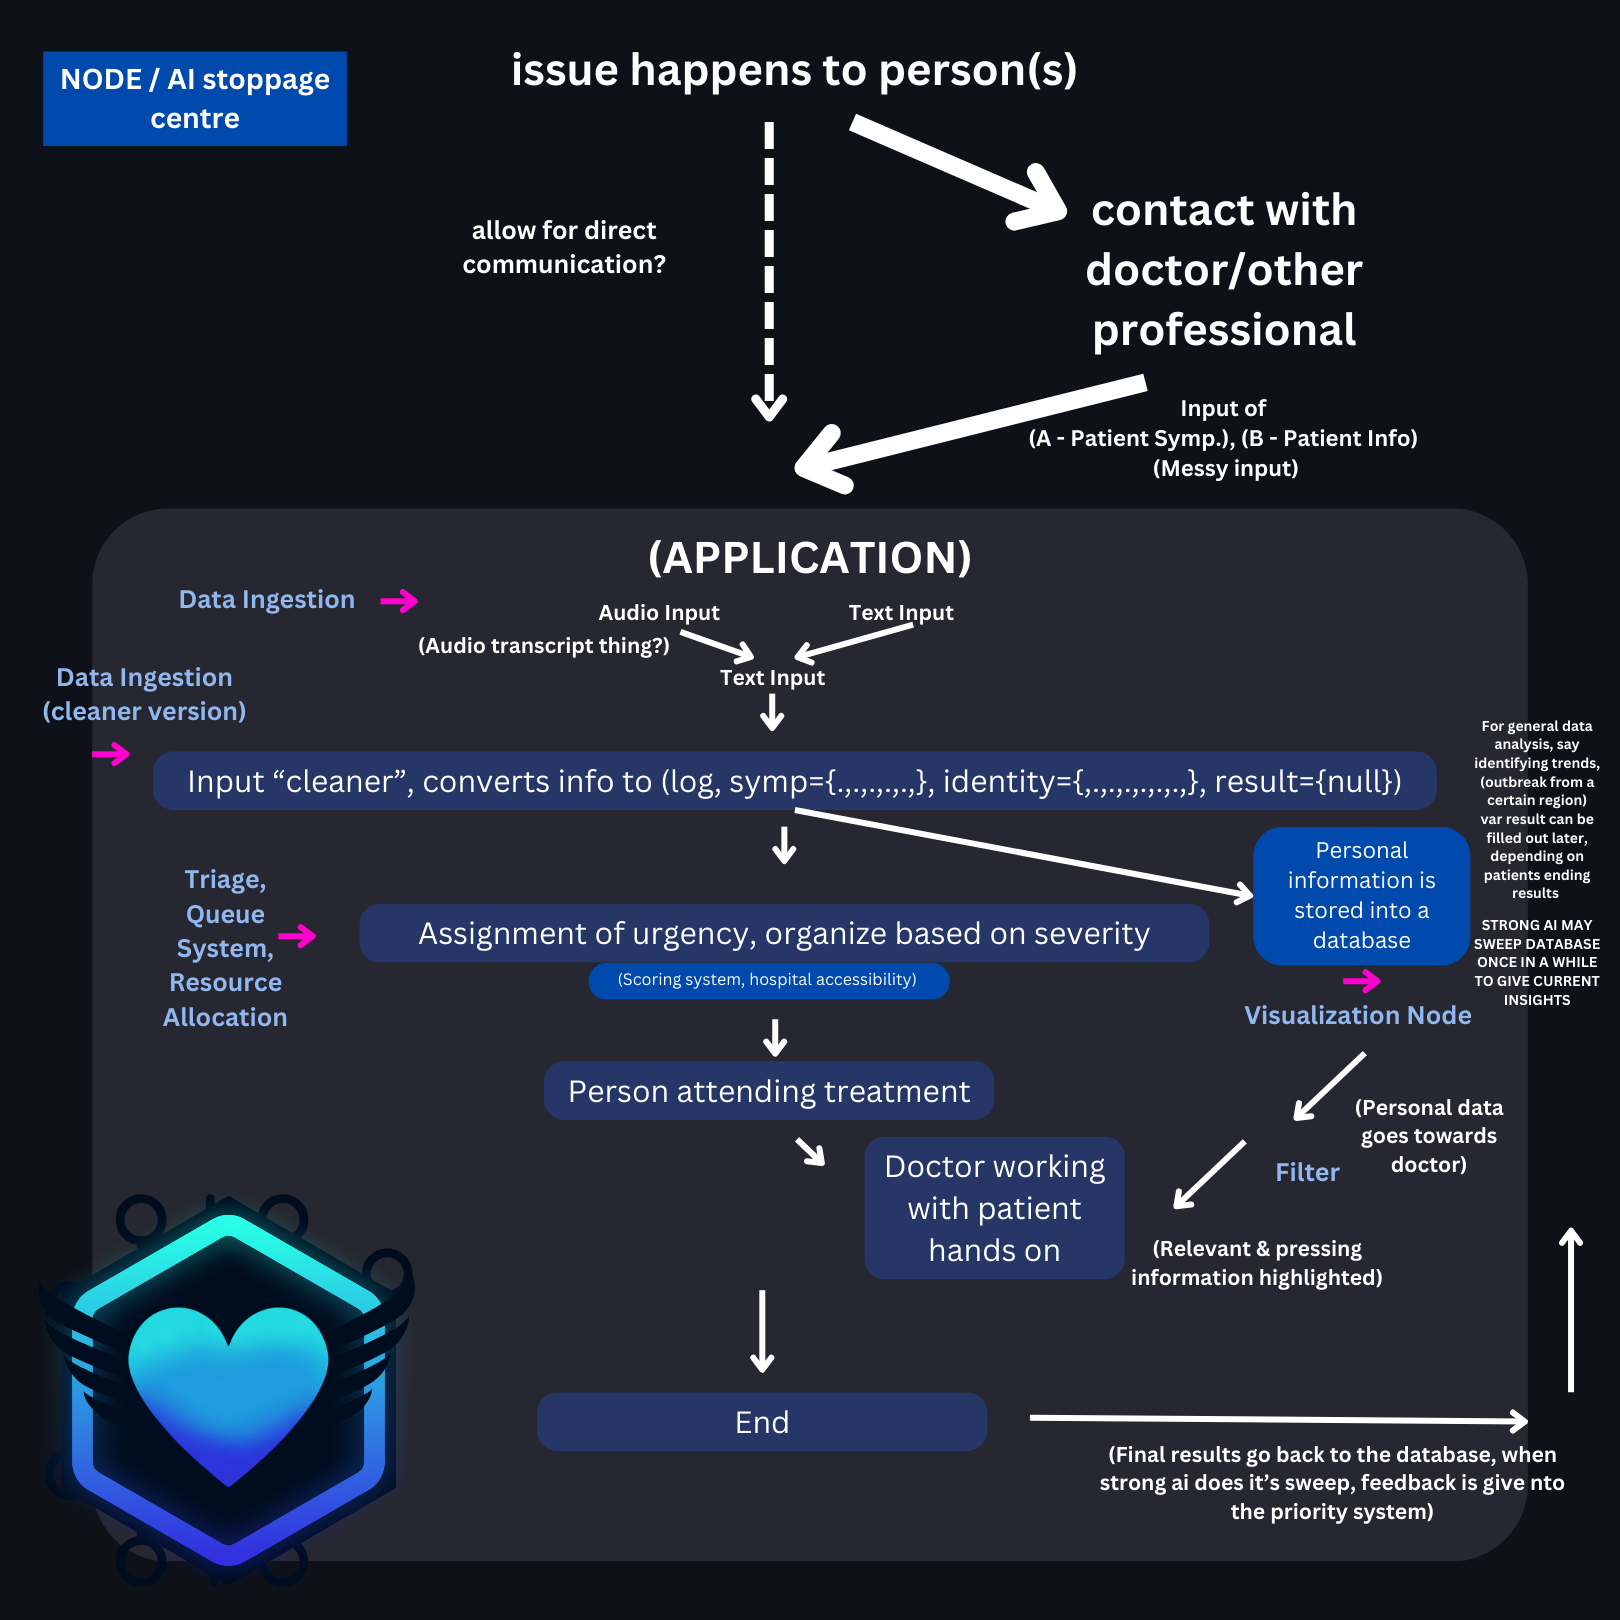 NODE / AI stoppage
centre
issue happens to person(s)
allow for direct
communication?
contact with
doctor/other
professional
Input of
(A - Patient Symp.), (B - Patient Info)
(Messy input)
(APPLICATION)
Data Ingestion
Audio Input
Text Input
(Audio transcript thing?)
Text Input
Data Ingestion
(cleaner version)
Input “cleaner”, converts info to (log, symp={.,.,.,.,.,}, identity={,.,.,.,.,.,.,}, result={null})
For general data
analysis, say
identifying trends,
(outbreak from a
certain region)
var result can be
filled out later,
depending on
patients ending
results
STRONG AI MAY
SWEEP DATABASE
ONCE IN A WHILE
TO GIVE CURRENT
INSIGHTS
Personal
information is
stored into a
database
Triage,
Queue
System,
Resource
Allocation
Assignment of urgency, organize based on severity
(Scoring system, hospital accessibility)
Visualization Node
Person attending treatment
(Personal data
goes towards
doctor)
Filter
Doctor working
with patient
hands on
(Relevant & pressing
information highlighted)
End
(Final results go back to the database, when
strong ai does it’s sweep, feedback is give nto
the priority system)